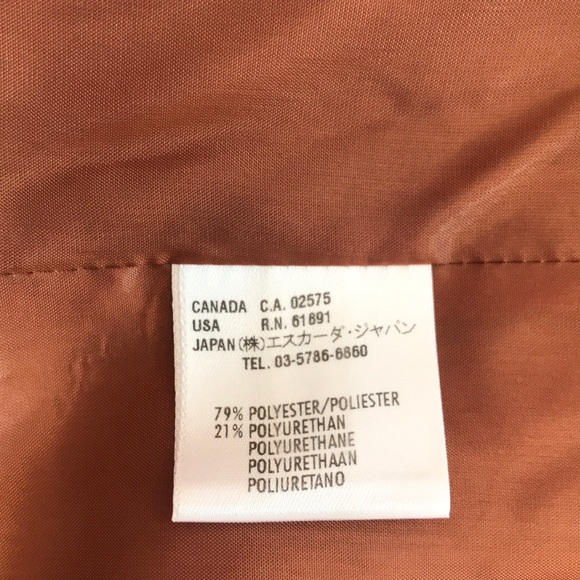 CANADA C.A. 02575
USA R.N. 61891
JAPAN (株)エスカーダ・ジャパン
TEL. 03-5786-6660
79% POLYESTER/POLIESTER
21% POLYURETHAN
POLYURETHANE
POLYURETHAAN
POLIURETANO